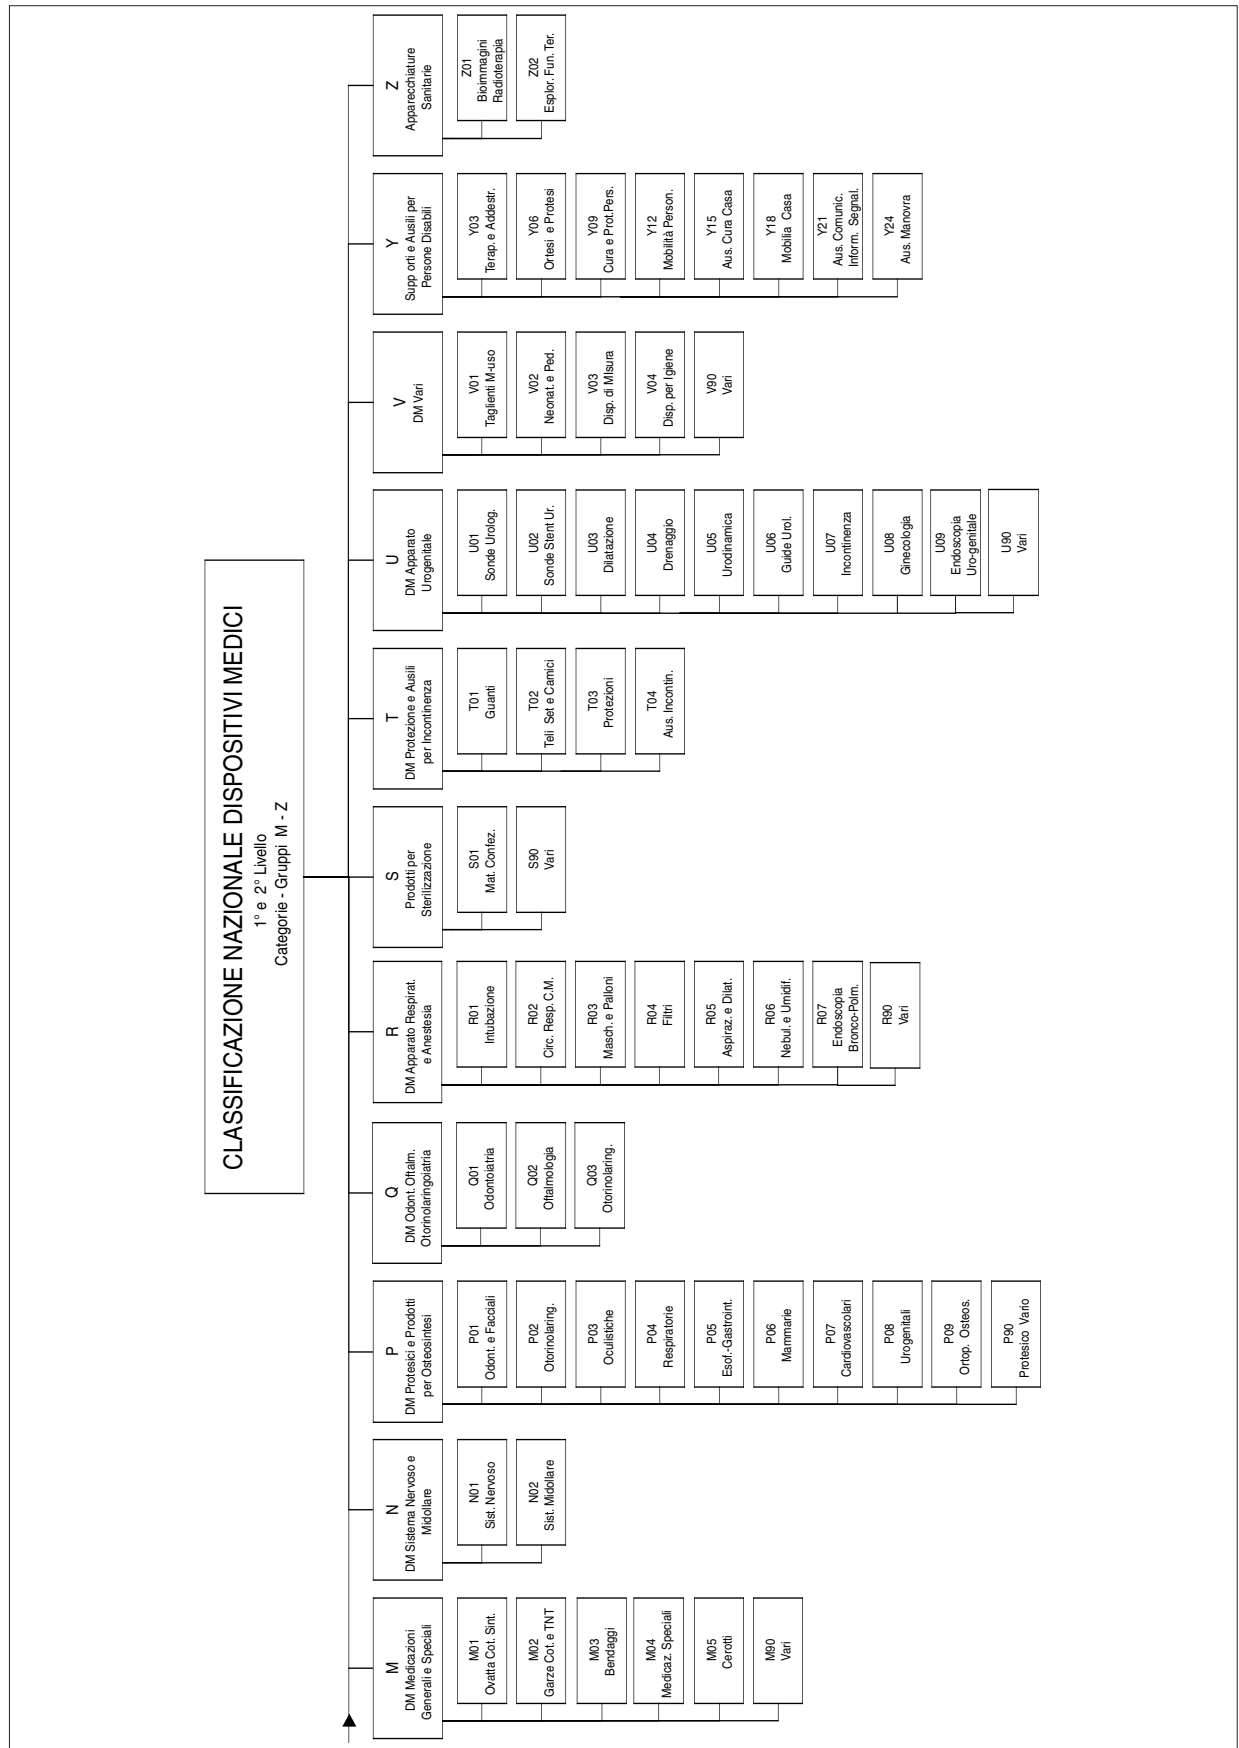 CLASSIFICAZIONE NAZIONALE DISPOSITIVI MEDICI
1° e 2° Livello
Categorie - Gruppi M - Z
M
DM Medicazioni
Generali e Speciali
M01
Ovatta Cot. Sint.
M02
Garze Cot. e TNT
M03
Bendaggi
M04
Medicaz. Speciali
M05
Cerotti
M90
Vari
N
DM Sistema Nervoso e
Midollare
N01
Sist. Nervoso
N02
Sist. Midollare
P
DM Protesici e Prodotti
per Osteosintesi
P01
Odont. e Facciali
P02
Otorinolaring.
P03
Oculistiche
P04
Respiratorie
P05
Esof.-Gastroint.
P06
Mammarie
P07
Cardiovascolari
P08
Urogenitali
P09
Ortop. Osteos.
P90
Protesico Vario
Q
DM Odont. Oftalm.
Otorinolaringoiatria
Q01
Odontoiatria
Q02
Oftalmologia
Q03
Otorinolaring.
R
DM Apparato Respirat.
e Anestesia
R01
Intubazione
R02
Circ. Resp. C.M.
R03
Masch. e Palloni
R04
Filtri
R05
Aspiraz. e Dilat.
R06
Nebul. e Umidif.
R07
Endoscopia
Bronco-Polm.
R90
Vari
S
Prodotti per
Sterilizzazione
S01
Mat. Confez.
S90
Vari
T
DM Protezione e Ausili
per Incontinenza
T01
Guanti
T02
Teli Set e Camici
T03
Protezioni
T04
Aus. Incontin.
U
DM Apparato
Urogenitale
U01
Sonde Urolog.
U02
Sonde Stent Ur.
U03
Dilatazione
U04
Drenaggio
U05
Urodinamica
U06
Guide Urol.
U07
Incontinenza
U08
Ginecologia
U09
Endoscopia
Uro-genitale
U90
Vari
V
DM Vari
V01
Taglienti M-uso
V02
Neonat. e Ped.
V03
Disp. di MIsura
V04
Disp. per Igiene
V90
Vari
Y
Supp orti e Ausili per
Persone Disabili
Y03
Terap. e Addestr.
Y06
Ortesi e Protesi
Y09
Cura e Prot.Pers.
Y12
Mobilità Person.
Y15
Aus. Cura Casa
Y18
Mobilia Casa
Y21
Aus. Comunic.
Inform. Segnal.
Y24
Aus. Manovra
Z
Apparecchiature
Sanitarie
Z01
Bioimmagini
Radioterapia
Z02
Esplor. Fun. Ter.